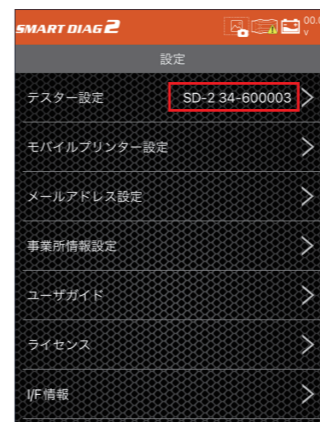 SMART DIAG 2
00.0
v
設定
テスター設定 SD-2 34-600003
モバイルプリンター設定
メールアドレス設定
事業所情報設定
ユーザガイド
ライセンス
I/F 情報